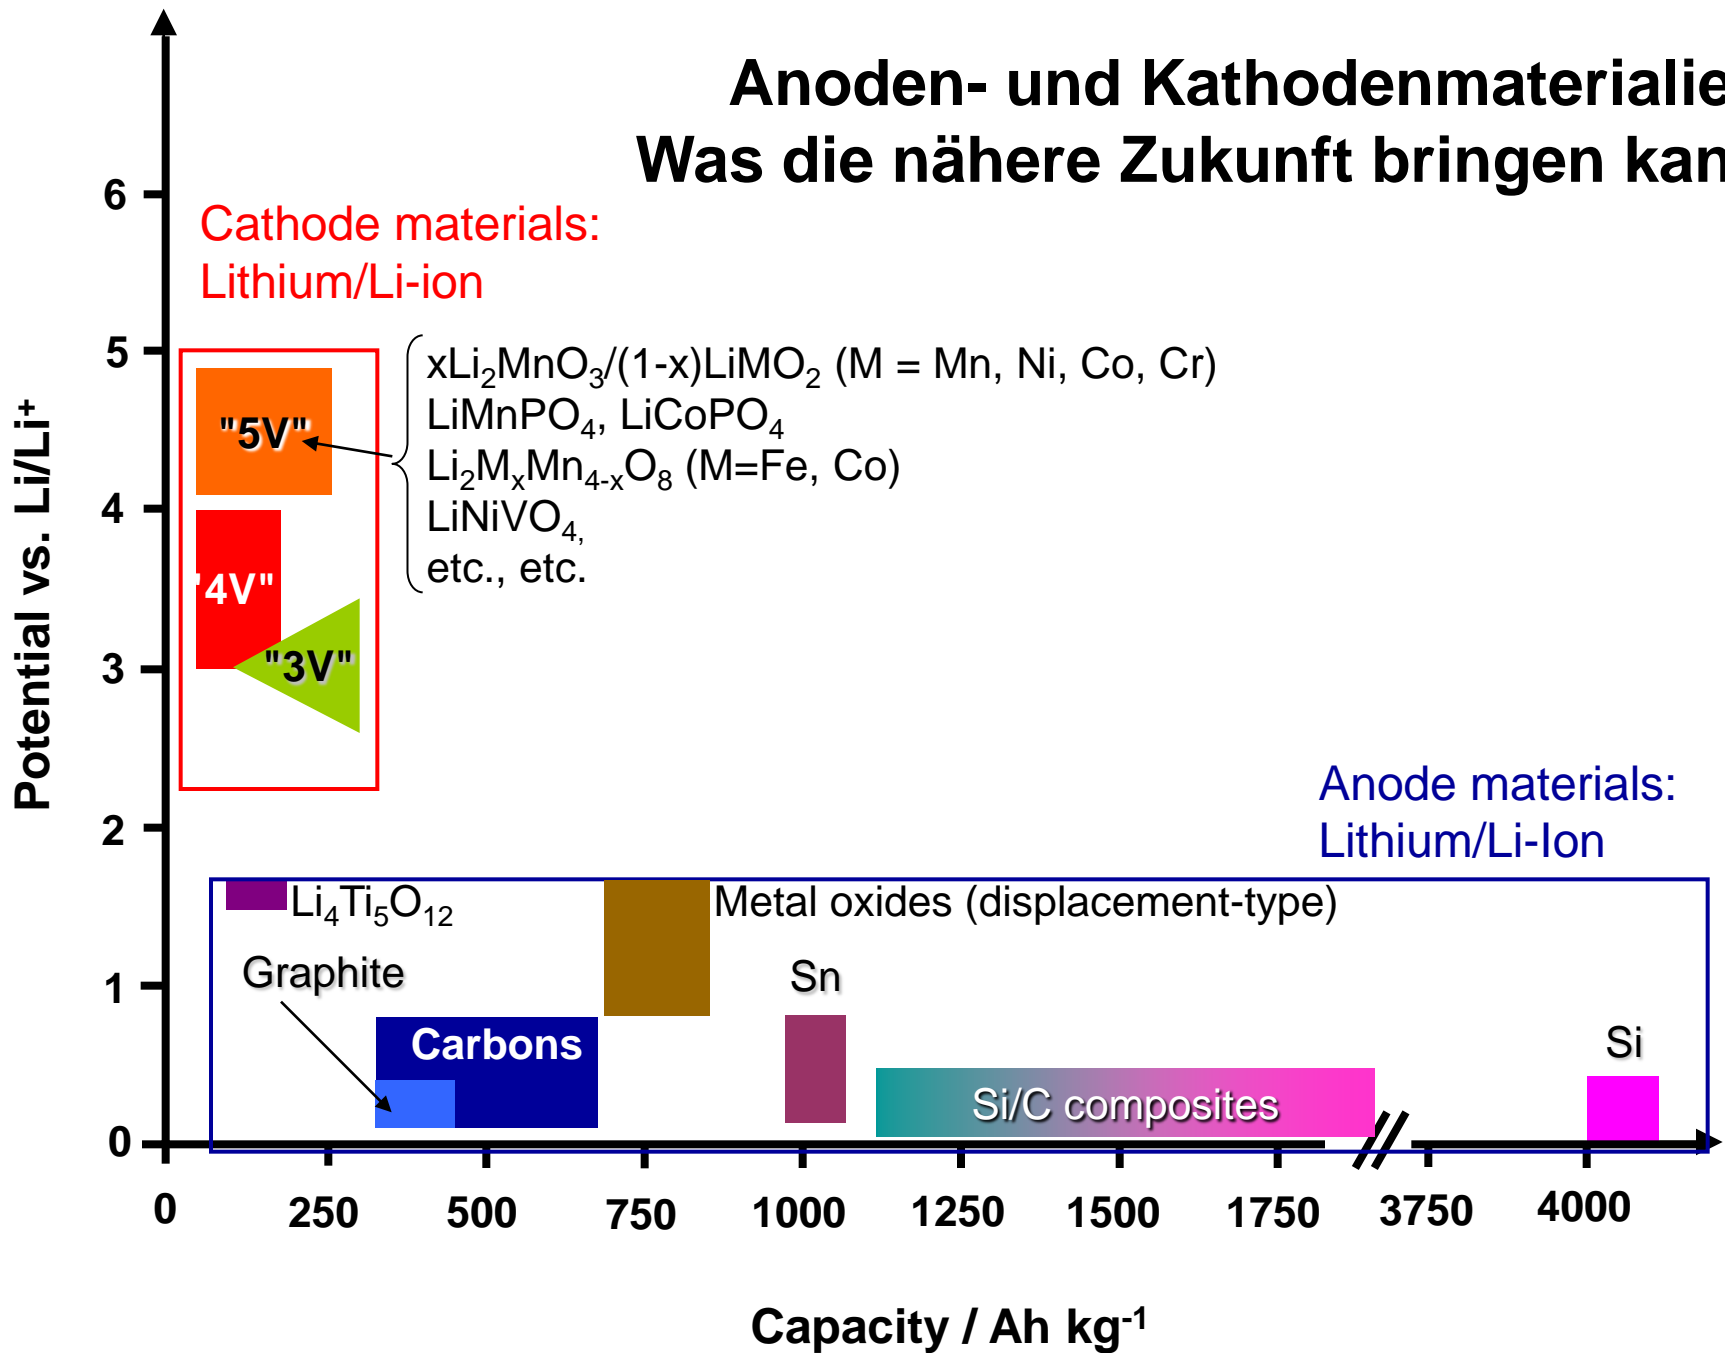 Anoden- und Kathodenmaterialie
Was die nähere Zukunft bringen kan
Potential vs. Li/Li⁺
6
5
4
3
2
1
0
Cathode materials:
Lithium/Li-ion
"5V"
"4V"
"3V"
xLi₂MnO₃/(1-x)LiMO₂ (M = Mn, Ni, Co, Cr)
LiMnPO₄, LiCoPO₄
Li₂MₓMn₄₋ₓO₈ (M=Fe, Co)
LiNiVO₄,
etc., etc.
Anode materials:
Lithium/Li-Ion
Li₄Ti₅O₁₂
Metal oxides (displacement-type)
Graphite
Carbons
Sn
Si/C composites
Si
0 250 500 750 1000 1250 1500 1750 3750 4000
Capacity / Ah kg⁻¹